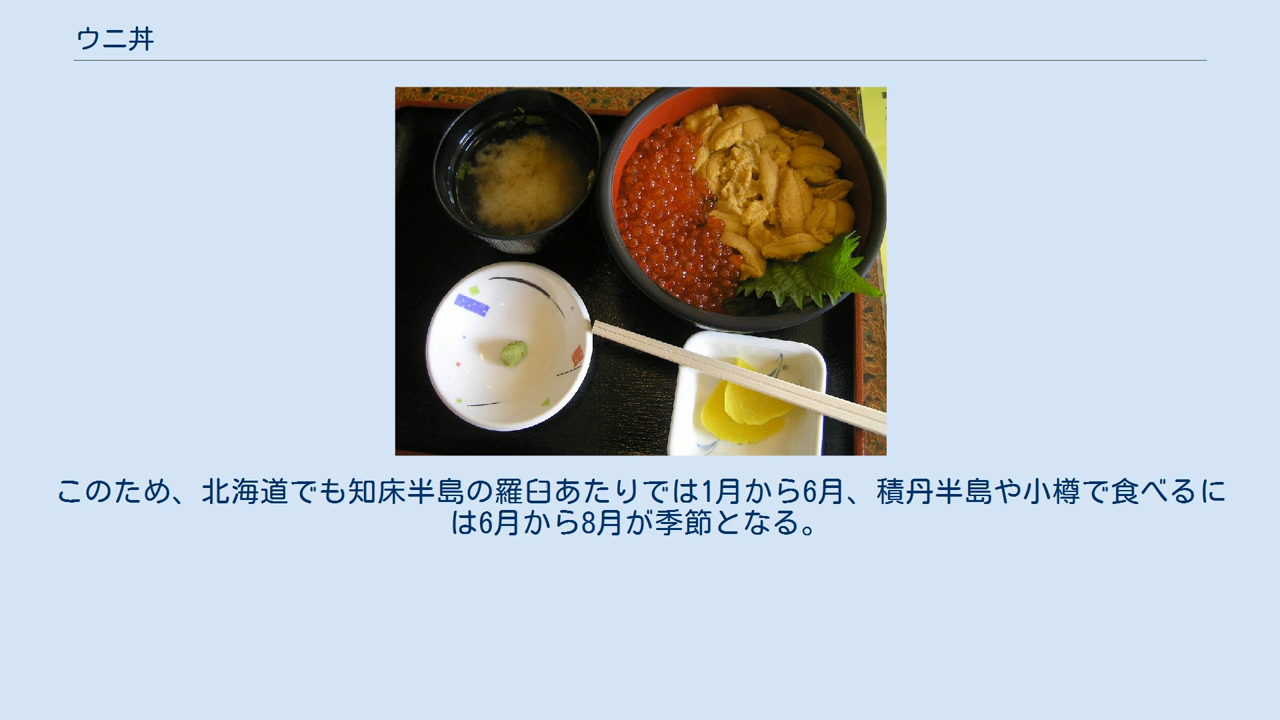 ウニ丼
このため、北海道でも知床半島の羅臼あたりでは1月から6月、積丹半島や小樽で食べるに
は6月から8月が季節となる。